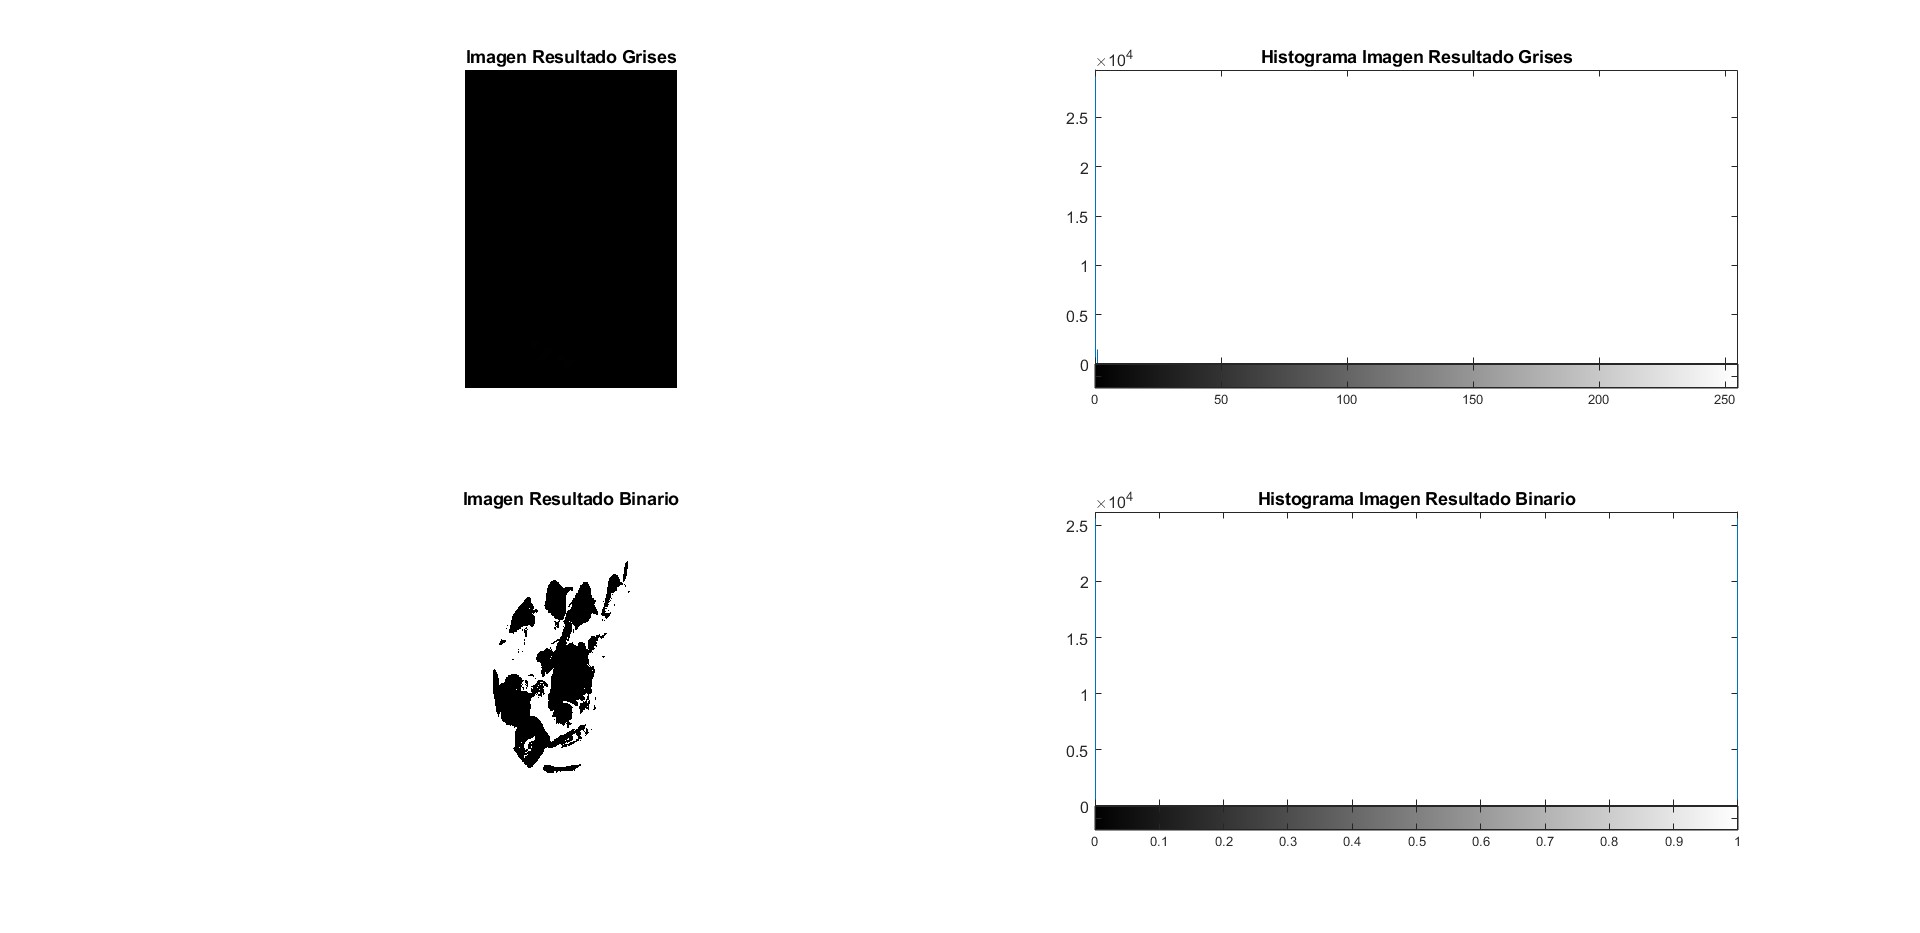 Imagen Resultado Grises
Histograma Imagen Resultado Grises
×10^4
2.5
2
1.5
1
0.5
0
0 50 100 150 200 250
Imagen Resultado Binario
Histograma Imagen Resultado Binario
×10^4
2.5
2
1.5
1
0.5
0
0 0.1 0.2 0.3 0.4 0.5 0.6 0.7 0.8 0.9 1